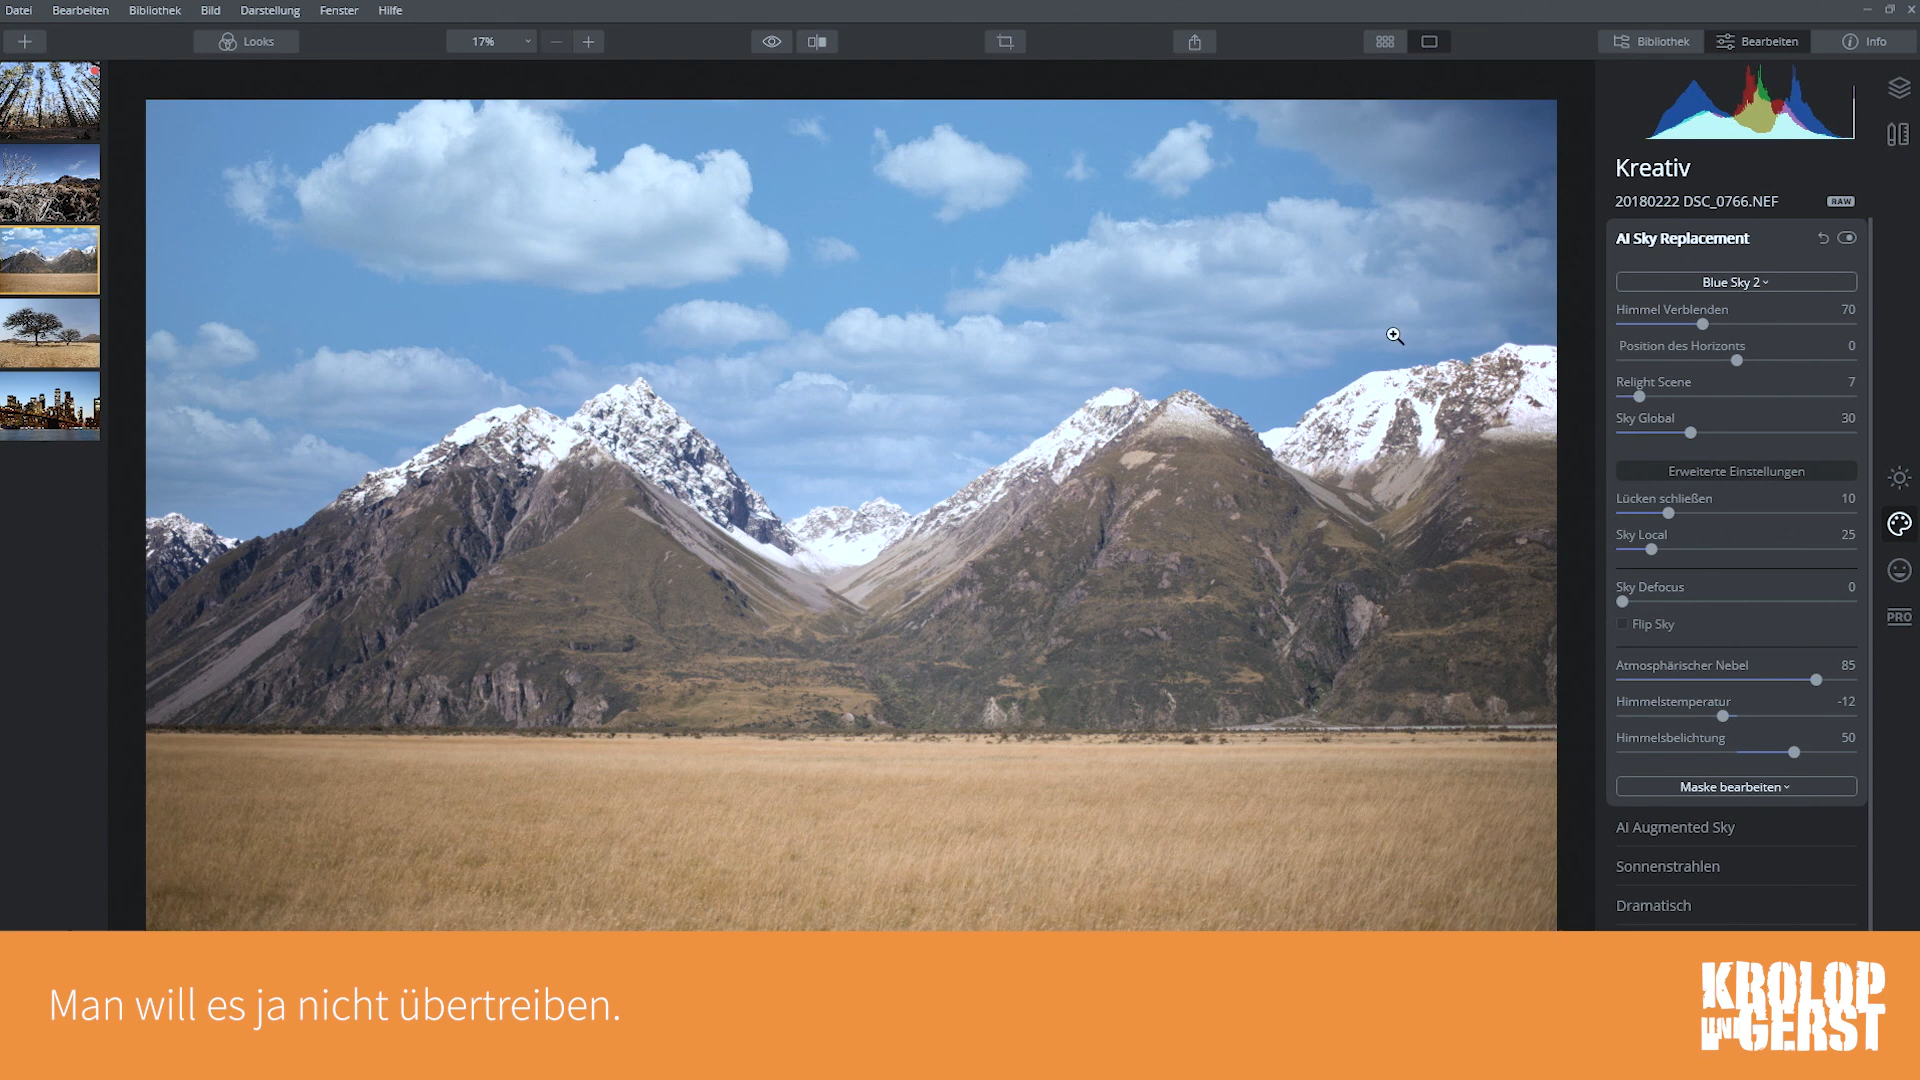 Datei Bearbeiten Bibliothek Bild Darstellung Fenster Hilfe
Looks 17% Bibliothek Bearbeiten Info
Kreativ
20180222 DSC_0766.NEF RAW
AI Sky Replacement
Blue Sky 2
Himmel Verblenden 70
Position des Horizonts 0
Relight Scene 7
Sky Global 30
Erweiterte Einstellungen
Lücken schließen 10
Sky Local 25
Sky Defocus 0
Flip Sky
PRO
Atmosphärischer Nebel 85
Himmelstemperatur -12
Himmelsbelichtung 50
Maske bearbeiten
AI Augmented Sky
Sonnenstrahlen
Dramatisch
Man will es ja nicht übertreiben.
KROLOP
UND GERST